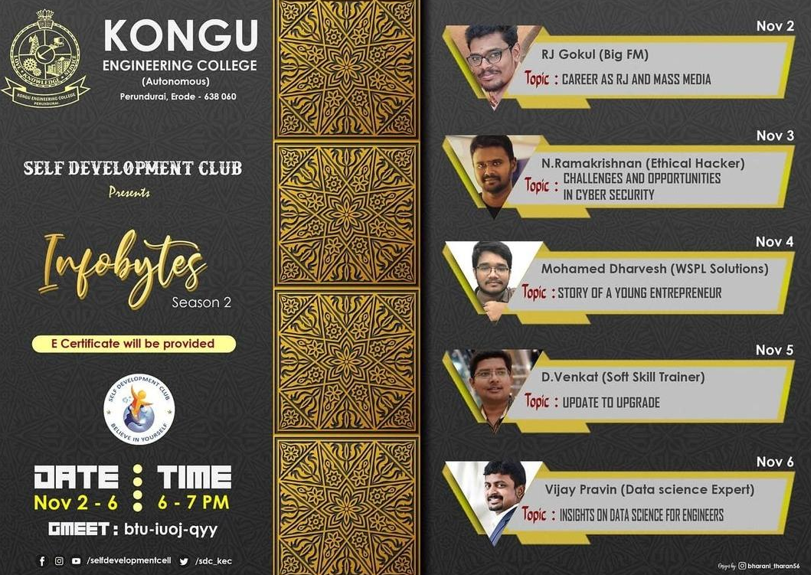 KONGU
ENGINEERING COLLEGE
(Autonomous)
Perundurai, Erode - 638 060
KONGU ENGINEERING COLLEGE
PERUNDURAI
SELF DEVELOPMENT CLUB
Presents
Infobytes
Season 2
E Certificate will be provided
SELF DEVELOPMENT CLUB
BELIEVE IN YOURSELF
DATE : TIME
Nov 2 - 6 : 6 - 7 PM
GMEET : btu-iuoj-qyy
/selfdevelopmentcell /sdc_kec
Nov 2
RJ Gokul (Big FM)
Topic : CAREER AS RJ AND MASS MEDIA
Nov 3
N.Ramakrishnan (Ethical Hacker)
Topic : CHALLENGES AND OPPORTUNITIES
IN CYBER SECURITY
Nov 4
Mohamed Dharvesh (WSPL Solutions)
Topic : STORY OF A YOUNG ENTREPRENEUR
Nov 5
D.Venkat (Soft Skill Trainer)
Topic : UPDATE TO UPGRADE
Nov 6
Vijay Pravin (Data science Expert)
Topic : INSIGHTS ON DATA SCIENCE FOR ENGINEERS
bharani_tharan56